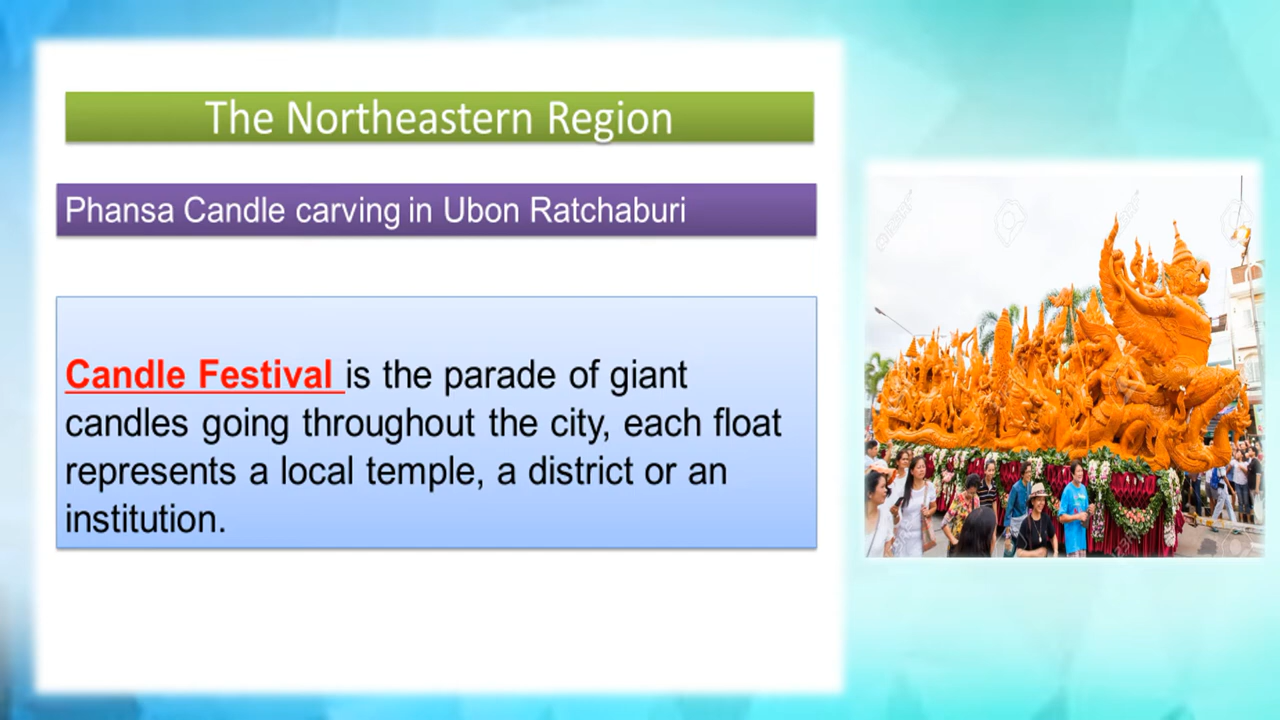 The Northeastern Region
Phansa Candle carving in Ubon Ratchaburi
Candle Festival is the parade of giant
candles going throughout the city, each float
represents a local temple, a district or an
institution.